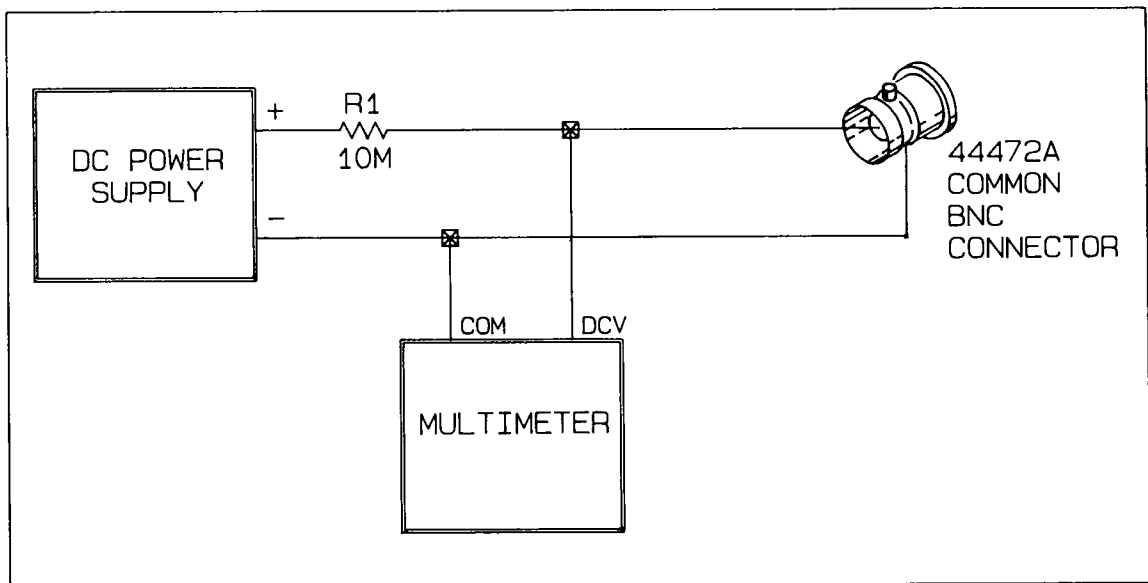 +
R1
10M
DC POWER
SUPPLY
−
44472A
COMMON
BNC
CONNECTOR
COM
DCV
MULTIMETER